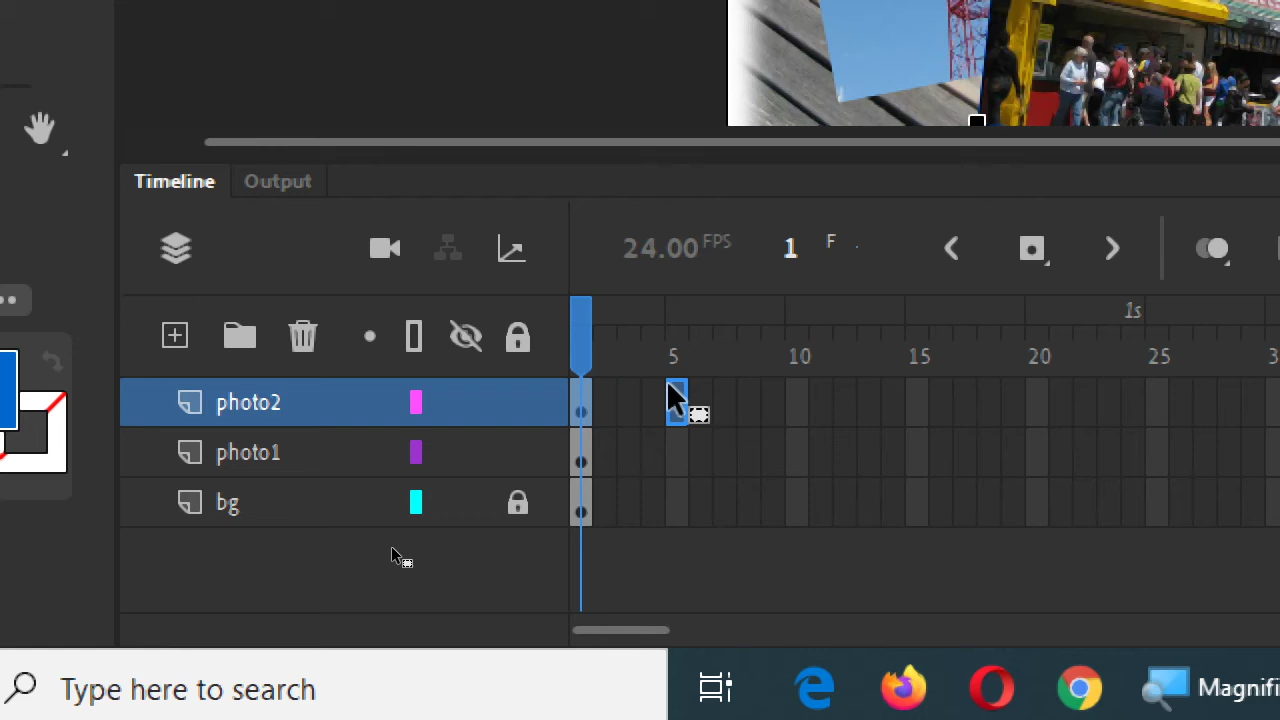 Timeline Output
24.00 FPS 1 F
1s
5 10 15 20 25 3
photo2
photo1
bg
Type here to search
Magnifi